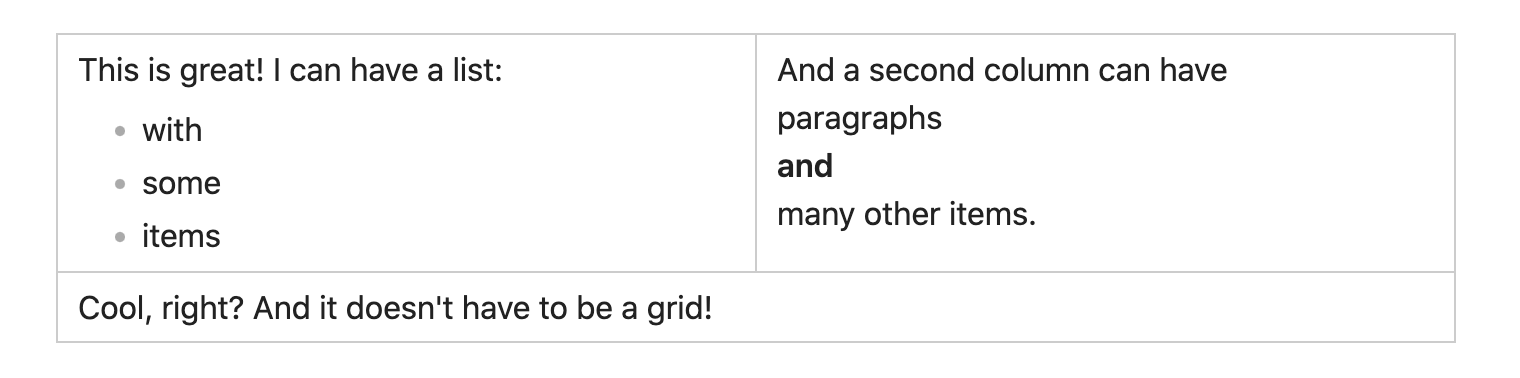 This is great! I can have a list:
with
some
items
And a second column can have
paragraphs
and
many other items.
Cool, right? And it doesn't have to be a grid!